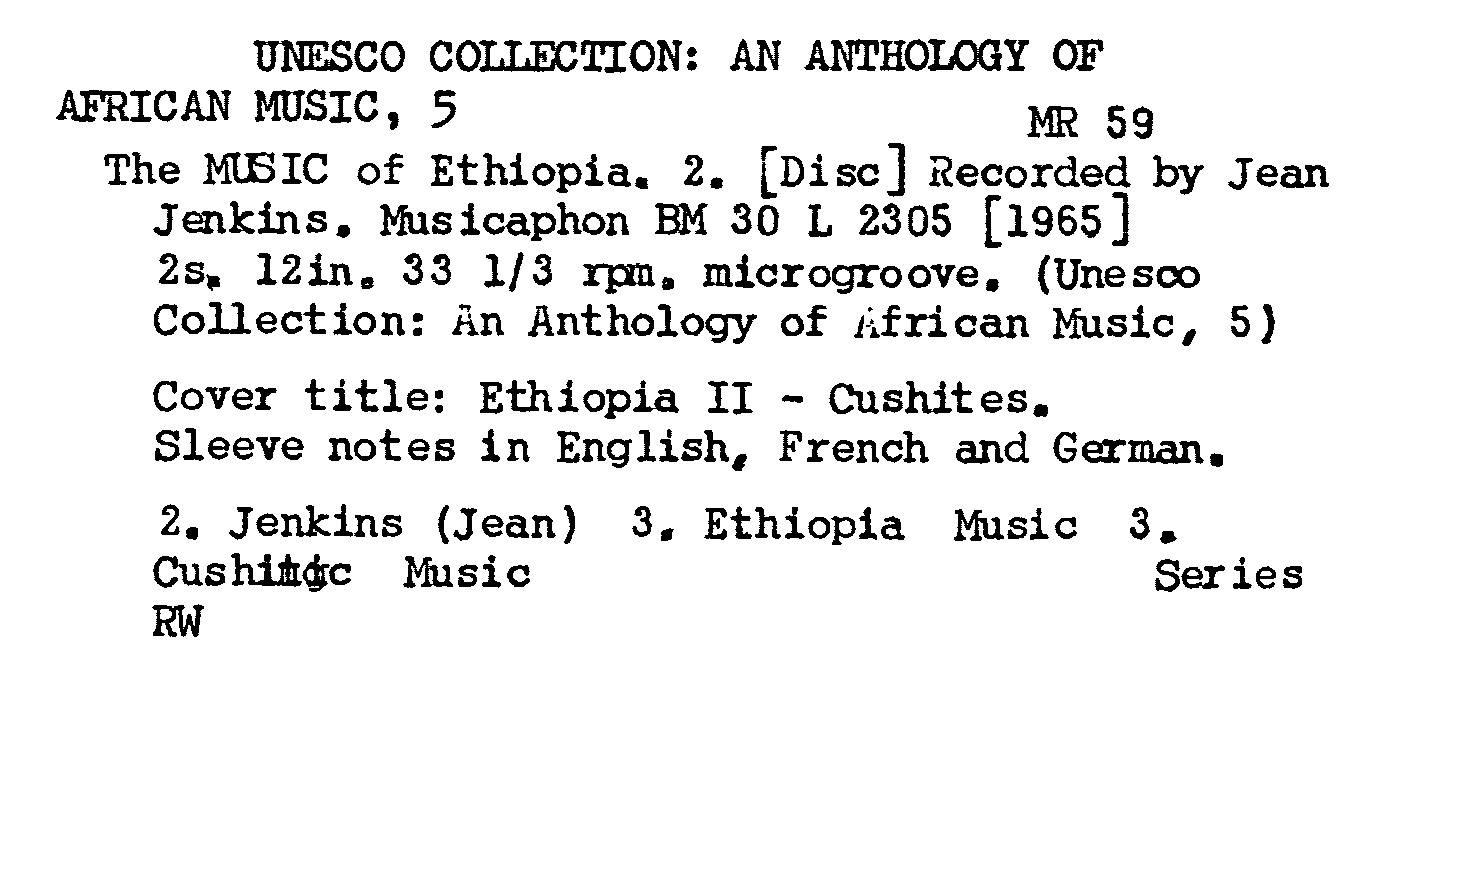 UNESCO COLLECTION: AN ANTHOLOGY OF
AFRICAN MUSIC, 5
MR 59
The MUSIC of Ethiopia. 2. [Disc] Recorded by Jean
Jenkins. Musicaphon BM 30 L 2305 [1965]
2s. 12in. 33 1/3 rpm. microgroove. (Unesco
Collection: An Anthology of African Music, 5)
Cover title: Ethiopia II - Cushites.
Sleeve notes in English, French and German.
2. Jenkins (Jean) 3. Ethiopia Music 3.
Cushitic Music Series
RW